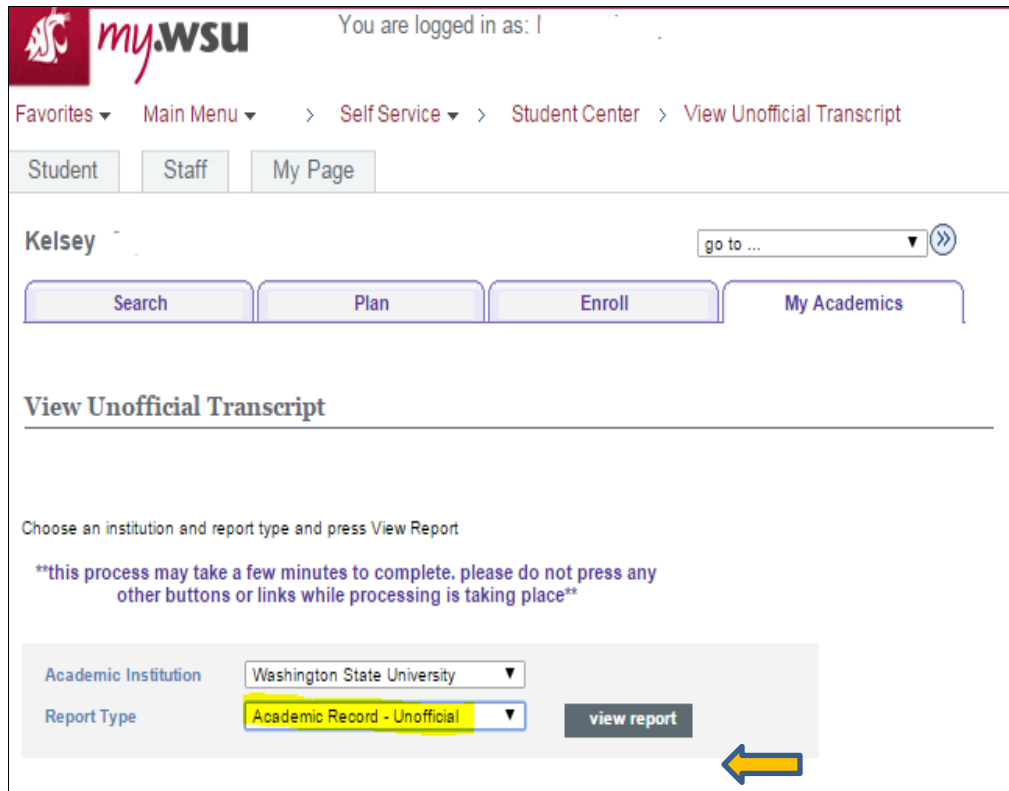 my.wsu You are logged in as:
Favorites Main Menu > Self Service > Student Center > View Unofficial Transcript
Student Staff My Page
Kelsey go to ...
Search Plan Enroll My Academics
View Unofficial Transcript
Choose an institution and report type and press View Report
**this process may take a few minutes to complete. please do not press any
other buttons or links while processing is taking place**
Academic Institution Washington State University
Report Type Academic Record - Unofficial view report